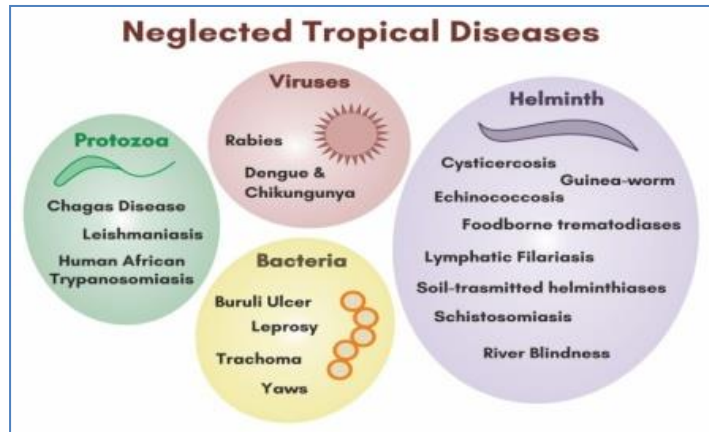 Neglected Tropical Diseases
Viruses
Rabies
Dengue &
Chikungunya
Protozoa
Chagas Disease
Leishmaniasis
Human African
Trypanosomiasis
Bacteria
Buruli Ulcer
Leprosy
Trachoma
Yaws
Helminth
Cysticercosis
Guinea-worm
Echinococcosis
Foodborne trematodiases
Lymphatic Filariasis
Soil-trasmitted helminthiases
Schistosomiasis
River Blindness